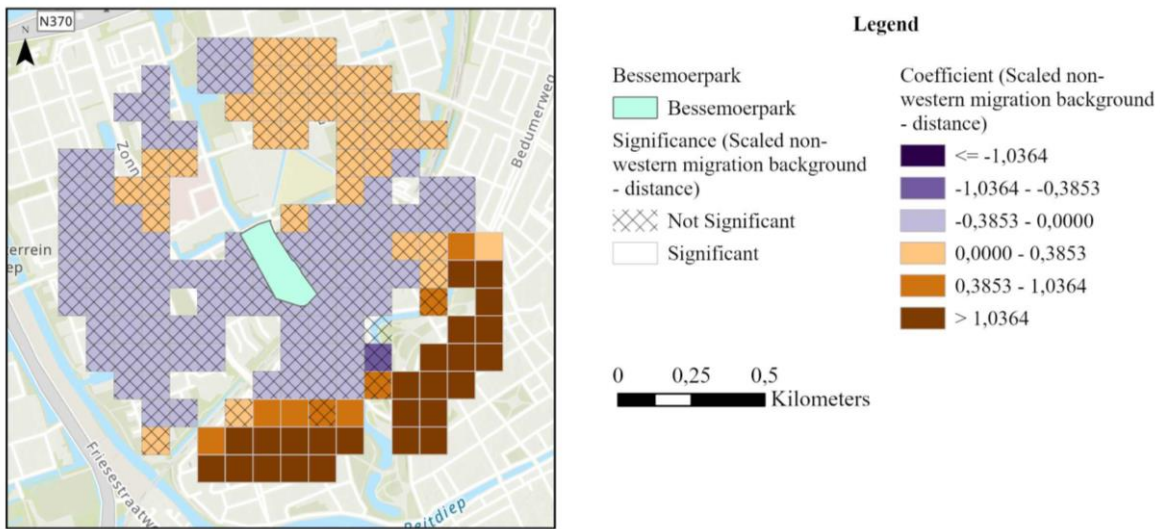 N370
N
Zonn
Bedumerweg
errein
ep
Friesestraatw
Reitdiep
Legend
Bessemoerpark
Bessemoerpark
Significance (Scaled non-
western migration background
- distance)
Not Significant
Significant
Coefficient (Scaled non-
western migration background
- distance)
<= -1,0364
-1,0364 - -0,3853
-0,3853 - 0,0000
0,0000 - 0,3853
0,3853 - 1,0364
> 1,0364
0 0,25 0,5
Kilometers